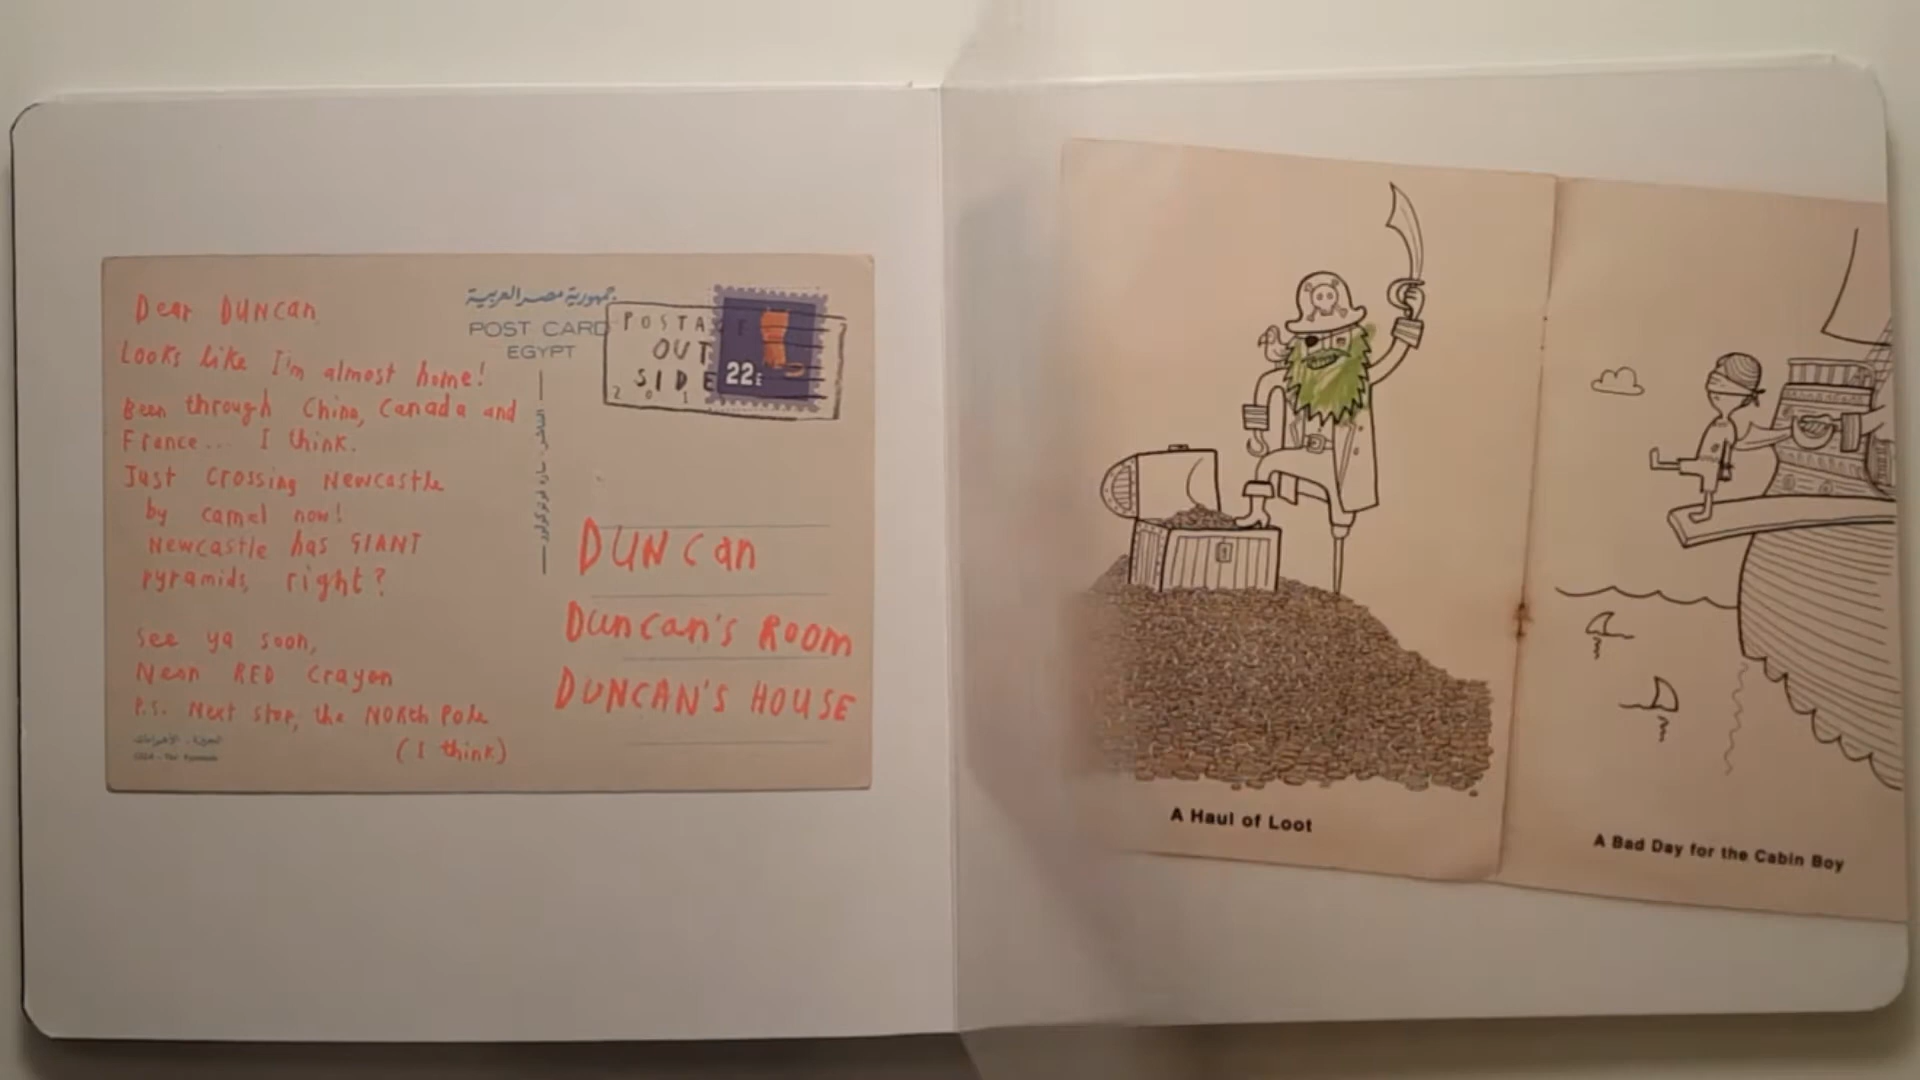 Dear DUNCAN
Looks like I'm almost home!
Been through China, Canada and
France... I think.
Just crossing Newcastle
by camel now!
Newcastle has GIANT
pyramids, right?
See ya soon,
Neon RED Crayon
P.S. Next stop, the NORth Pole
(I think)
جمهورية مصر العربية
POST CARD
EGYPT
POSTAGE
OUT
SIDE
22
DUNCan
DunCan's ROOM
DUNCAN'S HOUSE
A Haul of Loot
A Bad Day for the Cabin Boy